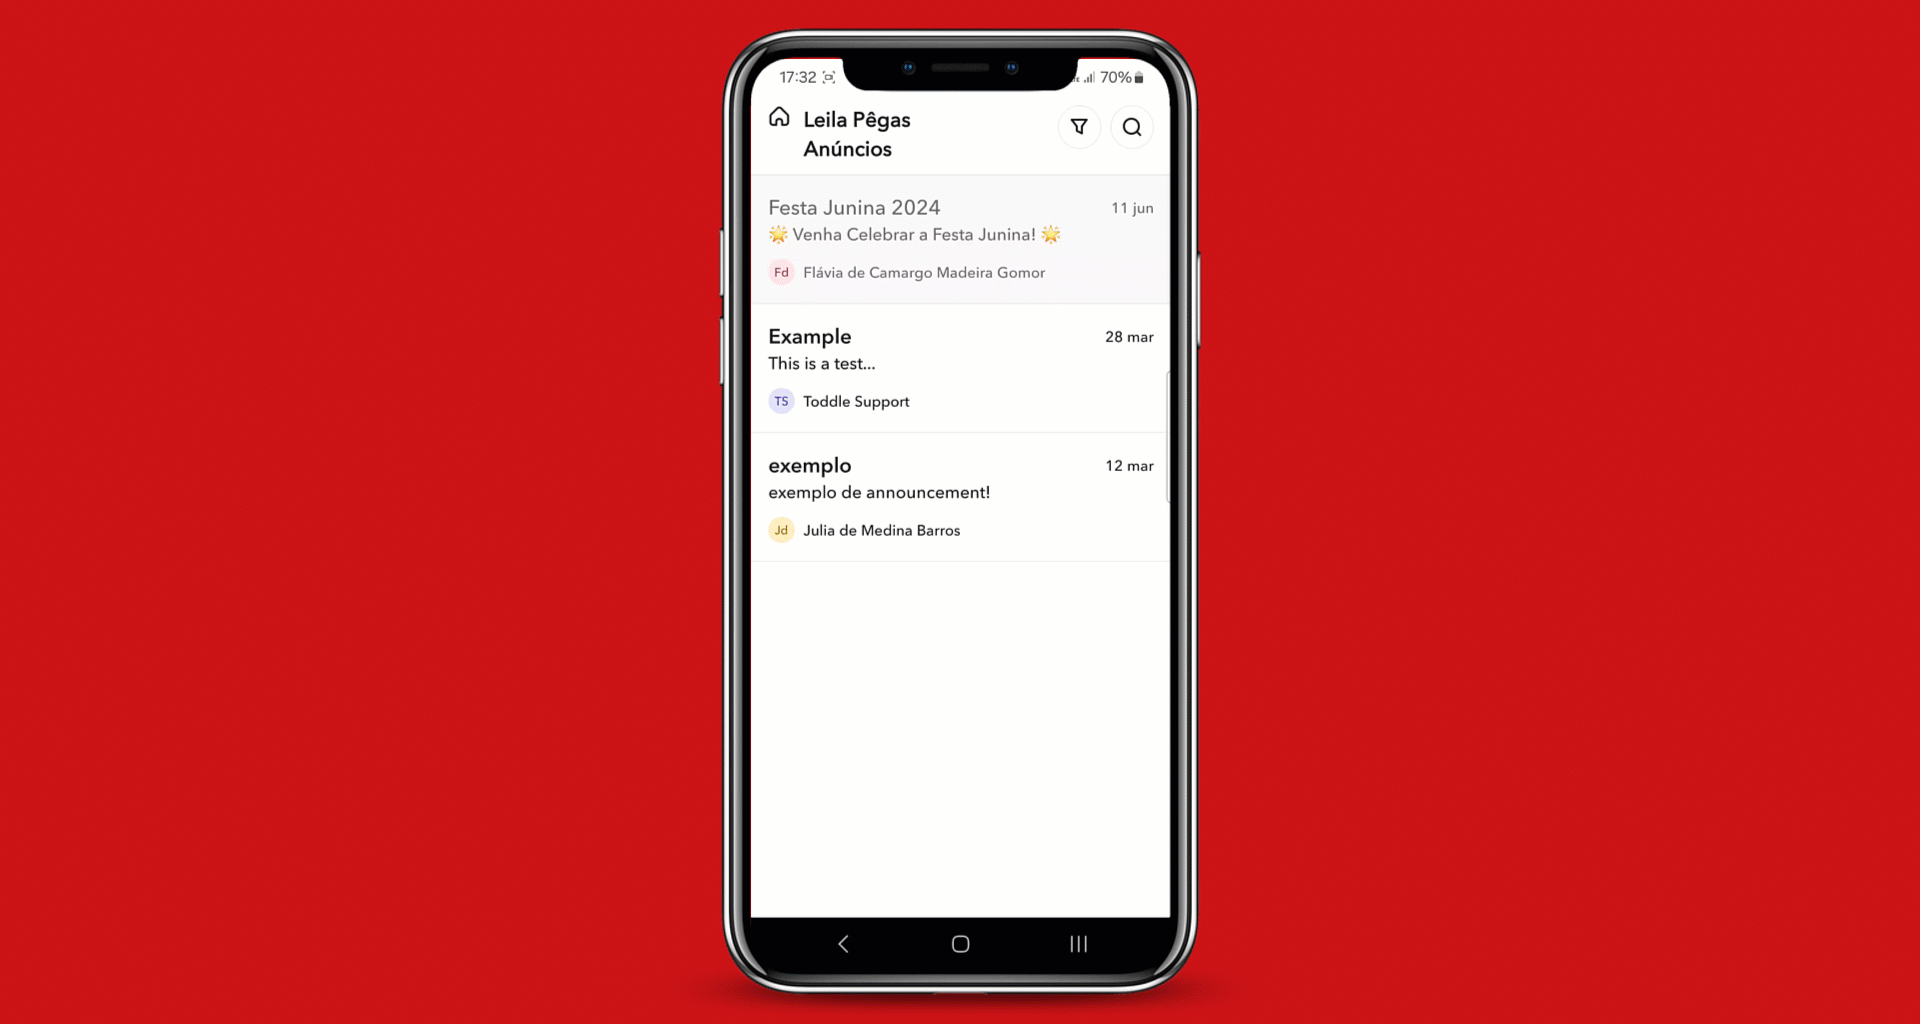 17:32 70%
Leila Pêgas
Anúncios
Festa Junina 2024 11 jun
🌟 Venha Celebrar a Festa Junina! 🌟
Fd Flávia de Camargo Madeira Gomor
Example 28 mar
This is a test...
TS Toddle Support
exemplo 12 mar
exemplo de announcement!
Jd Julia de Medina Barros